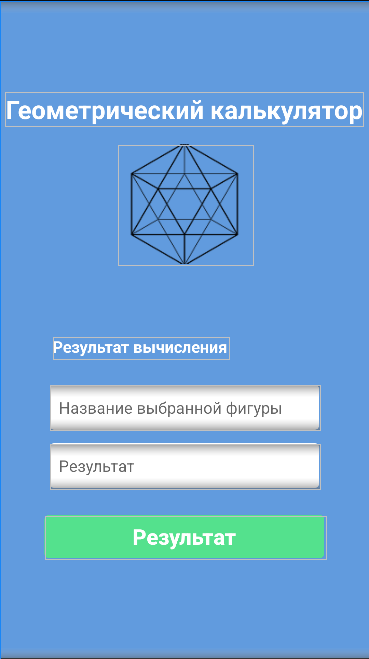 Геометрический калькулятор
Результат вычисления
Название выбранной фигуры
Результат
Результат